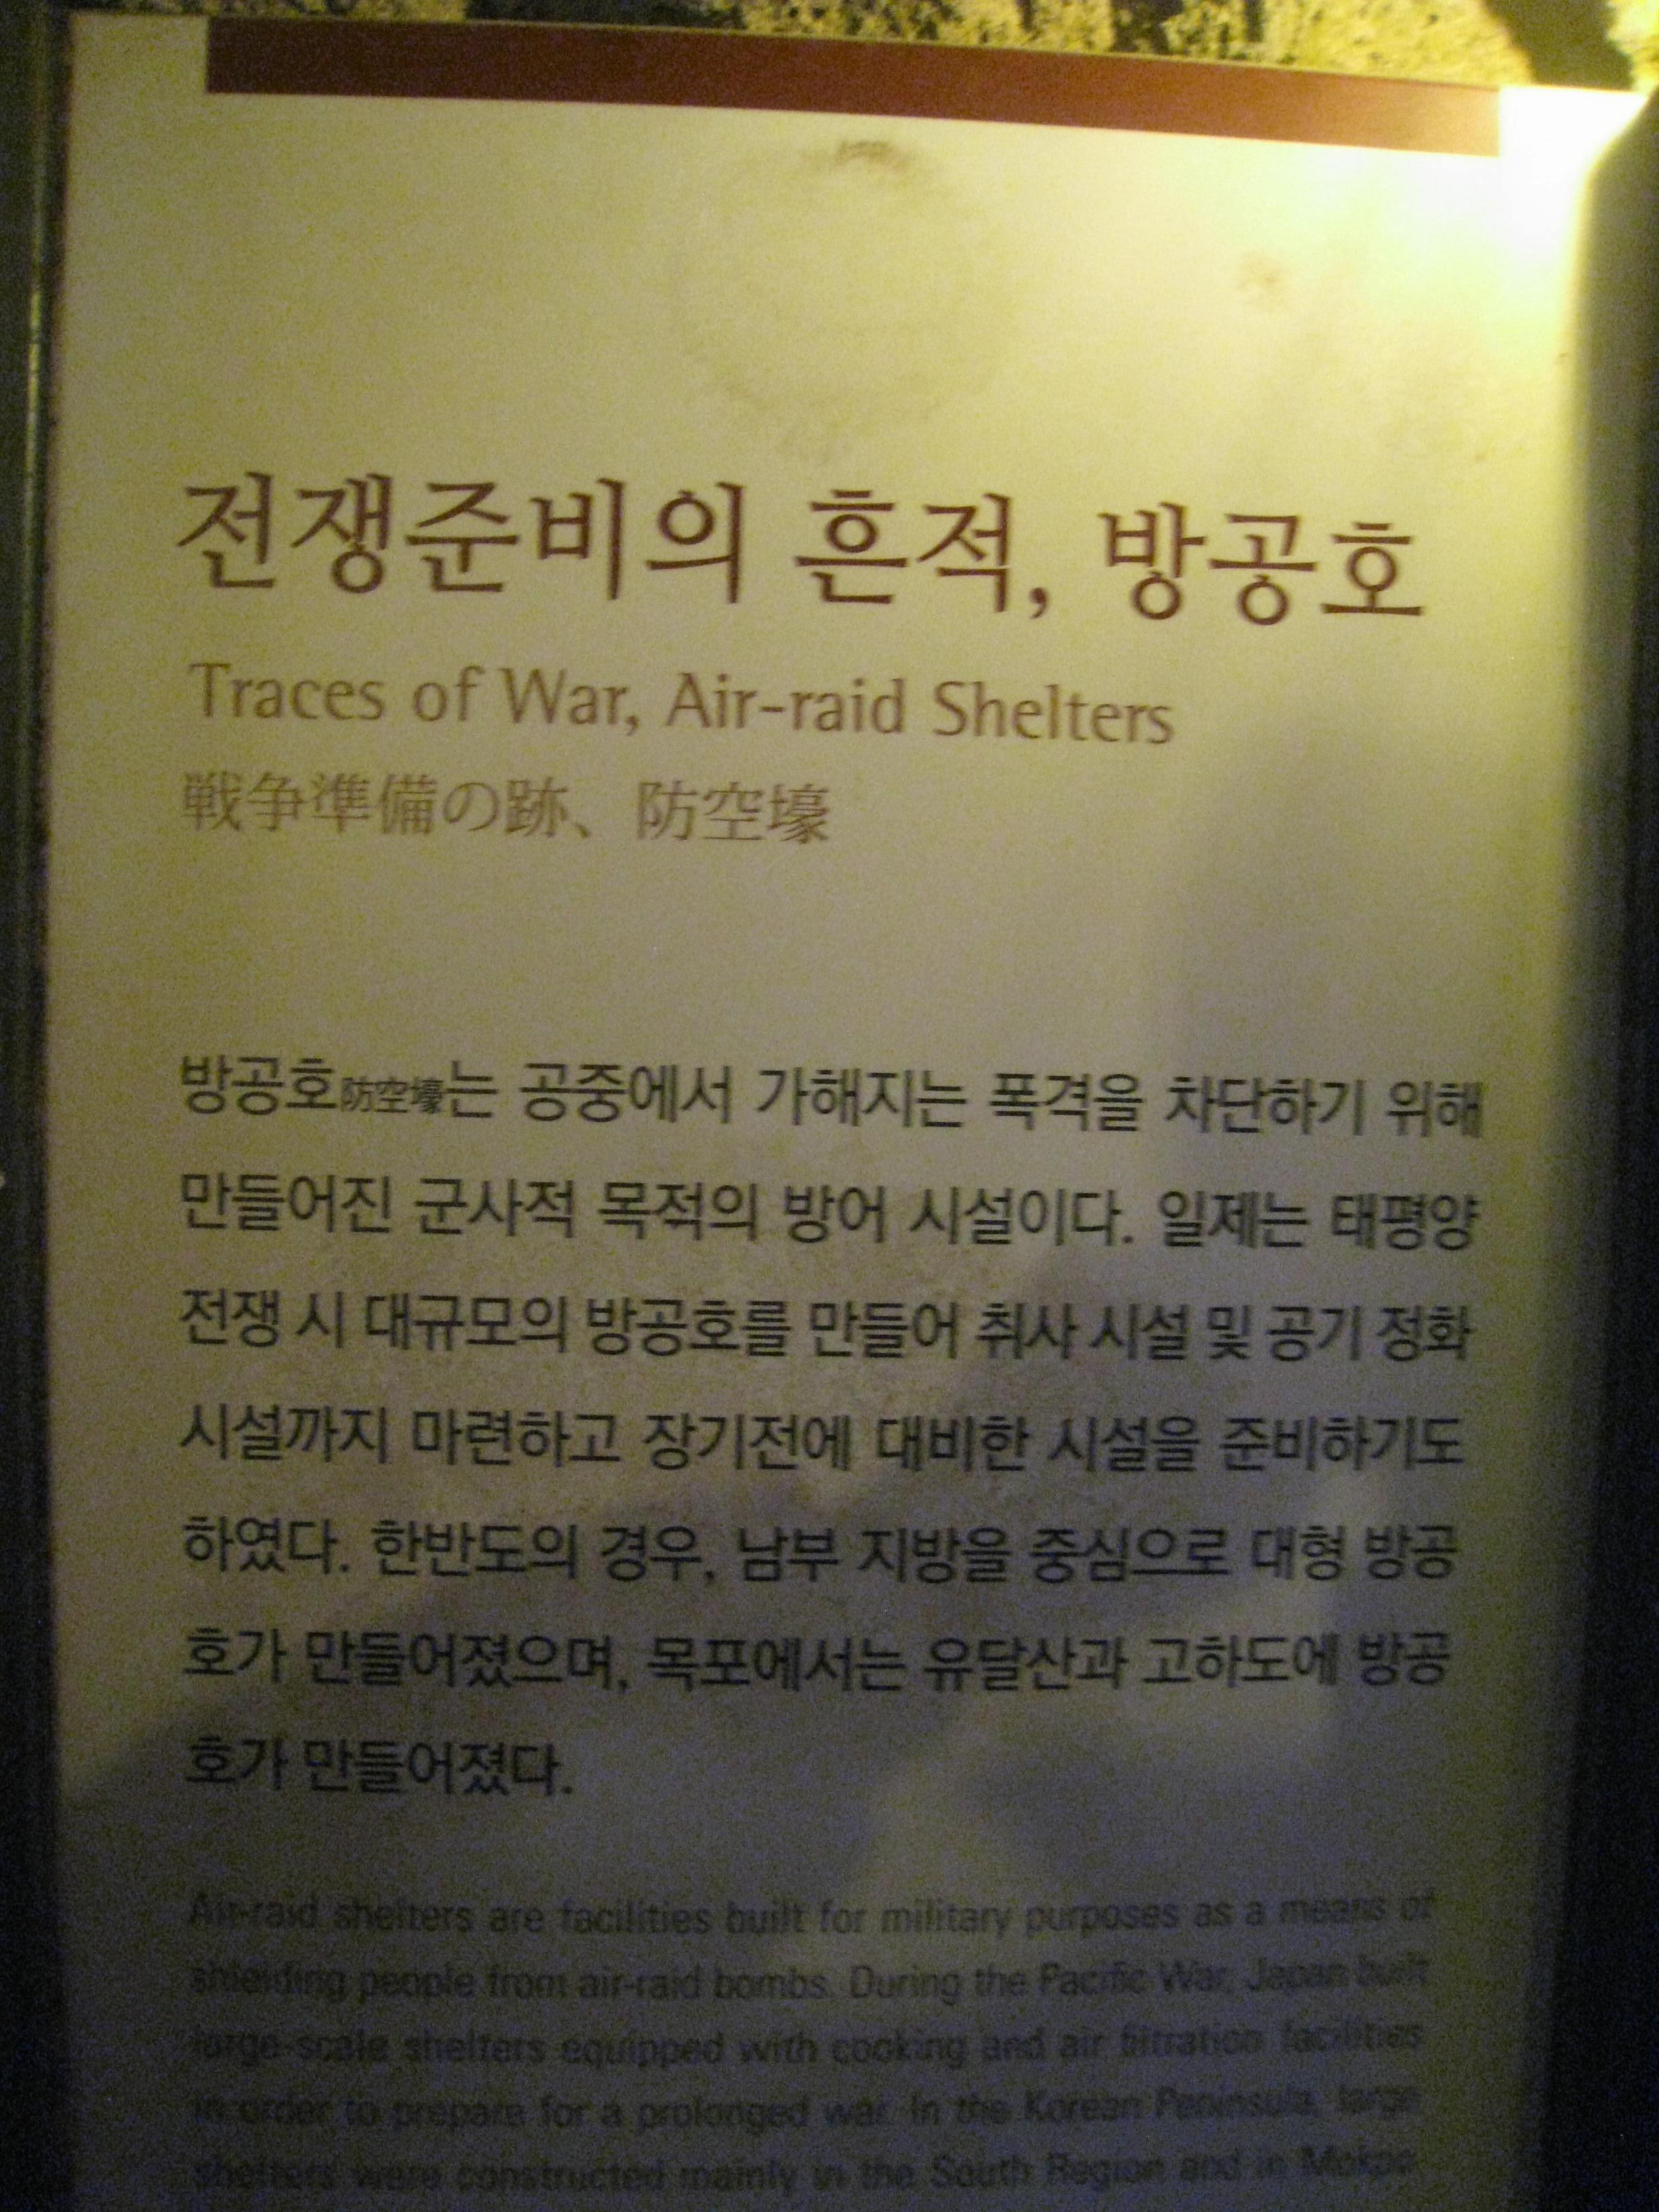 전쟁준비의 흔적, 방공호
Traces of War, Air-raid Shelters
戦争準備の跡、防空壕
방공호防空壕는 공중에서 가해지는 폭격을 차단하기 위해
만들어진 군사적 목적의 방어 시설이다. 일제는 태평양
전쟁 시 대규모의 방공호를 만들어 취사 시설 및 공기 정화
시설까지 마련하고 장기전에 대비한 시설을 준비하기도
하였다. 한반도의 경우, 남부 지방을 중심으로 대형 방공
호가 만들어졌으며, 목포에서는 유달산과 고하도에 방공
호가 만들어졌다.
Air-raid shelters are facilities built for military purposes as a means of
shielding people from air-raid bombs. During the Pacific War, Japan built
large-scale shelters equipped with cooking and air filtration facilities
in order to prepare for a prolonged war. In the Korean Peninsula, large
shelters were constructed mainly in the South Region and in Mokpo